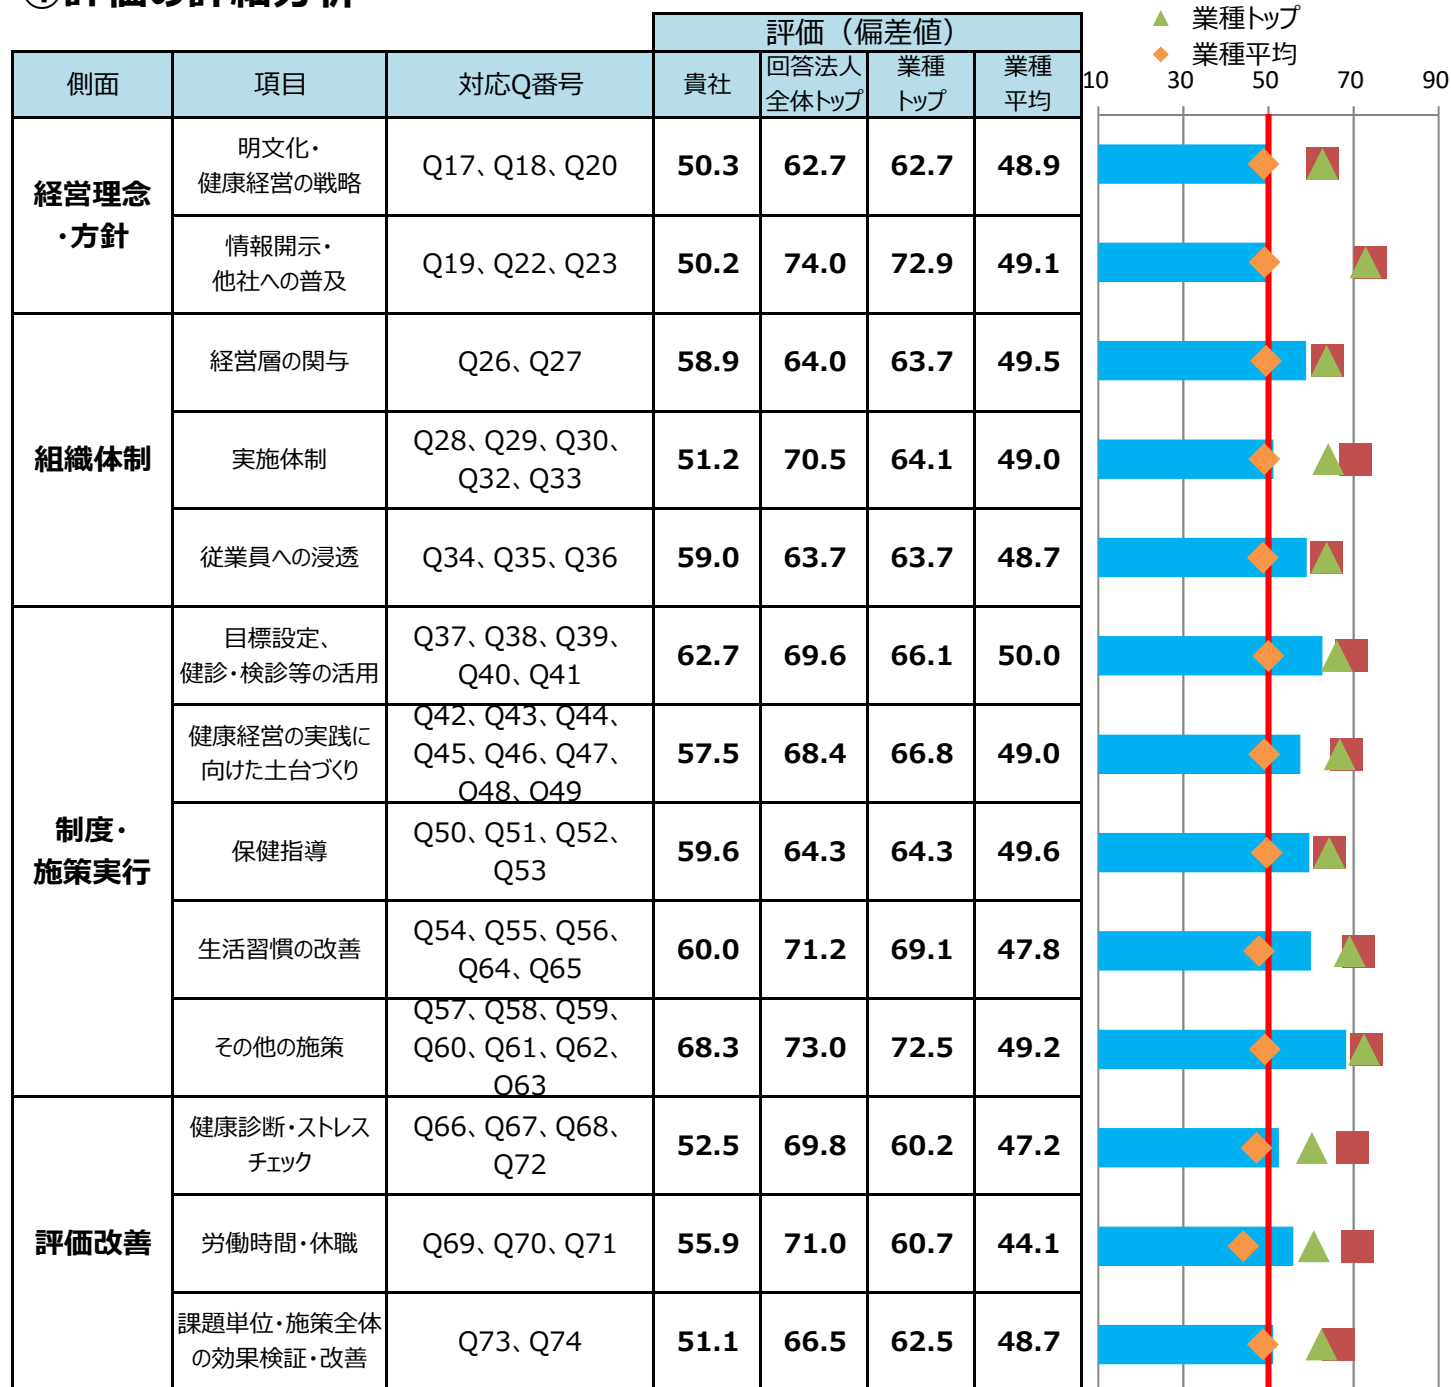 ①評価の詳細分析
▲ 業種トップ
◆ 業種平均
10 30 50 70 90
評価（偏差値）
側面 項目 対応Q番号 貴社 回答法人全体トップ 業種トップ 業種平均
経営理念・方針
明文化・健康経営の戦略 Q17、Q18、Q20 50.3 62.7 62.7 48.9
情報開示・他社への普及 Q19、Q22、Q23 50.2 74.0 72.9 49.1
組織体制
経営層の関与 Q26、Q27 58.9 64.0 63.7 49.5
実施体制 Q28、Q29、Q30、Q32、Q33 51.2 70.5 64.1 49.0
従業員への浸透 Q34、Q35、Q36 59.0 63.7 63.7 48.7
制度・施策実行
目標設定、健診・検診等の活用 Q37、Q38、Q39、Q40、Q41 62.7 69.6 66.1 50.0
健康経営の実践に向けた土台づくり Q42、Q43、Q44、Q45、Q46、Q47、Q48、Q49 57.5 68.4 66.8 49.0
保健指導 Q50、Q51、Q52、Q53 59.6 64.3 64.3 49.6
生活習慣の改善 Q54、Q55、Q56、Q64、Q65 60.0 71.2 69.1 47.8
その他の施策 Q57、Q58、Q59、Q60、Q61、Q62、Q63 68.3 73.0 72.5 49.2
評価改善
健康診断・ストレスチェック Q66、Q67、Q68、Q72 52.5 69.8 60.2 47.2
労働時間・休職 Q69、Q70、Q71 55.9 71.0 60.7 44.1
課題単位・施策全体の効果検証・改善 Q73、Q74 51.1 66.5 62.5 48.7